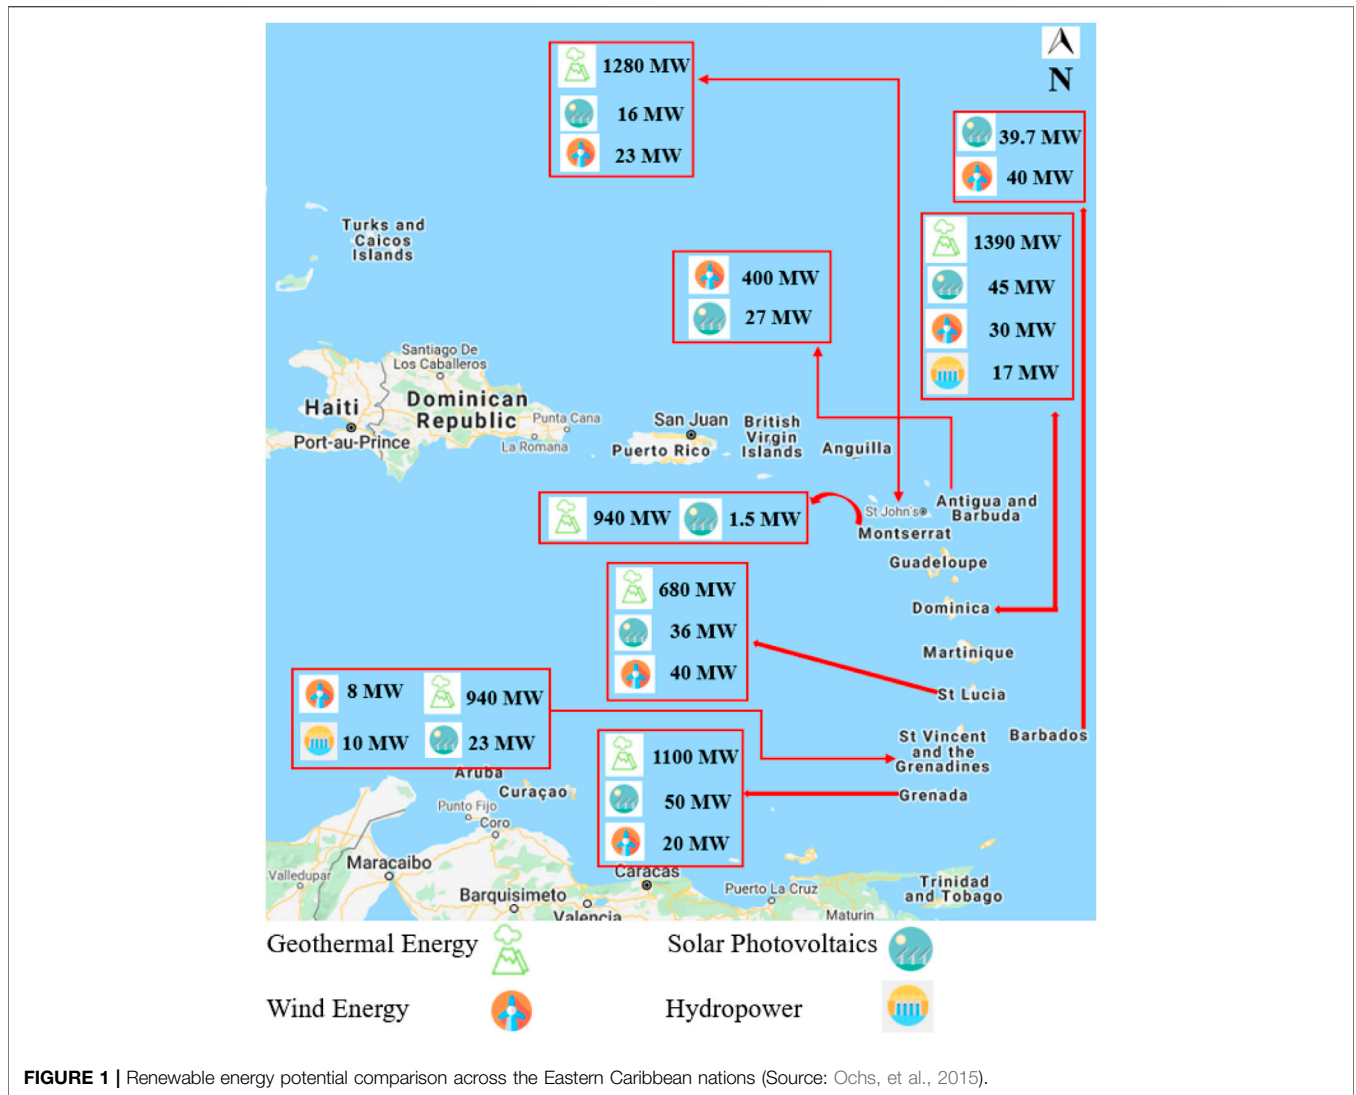 1280 MW
16 MW
23 MW
N
39.7 MW
40 MW
1390 MW
45 MW
30 MW
17 MW
400 MW
27 MW
Turks and
Caicos
Islands
Santiago De
Los Caballeros
Haiti
Dominican
Republic
Punta Cana
Port-au-Prince
La Romana
San Juan
Puerto Rico
British
Virgin
Islands
Anguilla
940 MW
1.5 MW
St John's
Antigua and
Barbuda
Montserrat
Guadeloupe
680 MW
36 MW
40 MW
Dominica
Martinique
St Lucia
8 MW
940 MW
10 MW
23 MW
St Vincent
and the
Grenadines
Barbados
1100 MW
50 MW
20 MW
Grenada
Aruba
Curaçao
Punto Fijo
Coro
Maracaibo
Valledupar
Barquisimeto
Valencia
Caracas
Puerto La Cruz
Maturin
Trinidad
and Tobago
Geothermal Energy
Solar Photovoltaics
Wind Energy
Hydropower
FIGURE 1 | Renewable energy potential comparison across the Eastern Caribbean nations (Source: Ochs, et al., 2015).